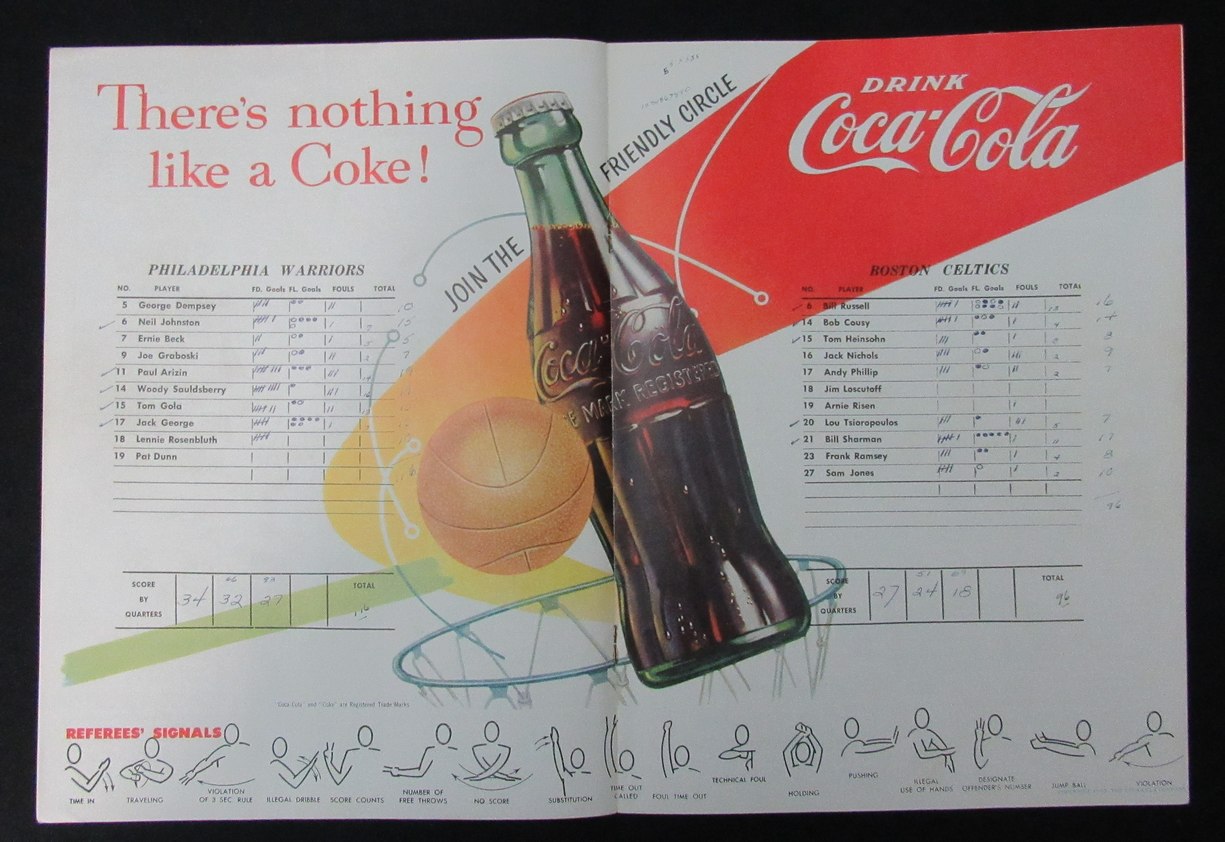 There's nothing
like a Coke!
JOIN THE
FRIENDLY CIRCLE
DRINK
Coca-Cola
Coca-Cola
PHILADELPHIA WARRIORS
NO. PLAYER FD. Goals FL. Goals FOULS TOTAL
5 George Dempsey
6 Neil Johnston
7 Ernie Beck
9 Joe Graboski
11 Paul Arizin
14 Woody Sauldsberry
15 Tom Gola
17 Jack George
18 Lennie Rosenbluth
19 Pat Dunn
SCORE
BY
QUARTERS
34 32 27
TOTAL
BOSTON CELTICS
NO. PLAYER FD. Goals FL. Goals FOULS TOTAL
6 Bill Russell
14 Bob Cousy
15 Tom Heinsohn
16 Jack Nichols
17 Andy Phillip
18 Jim Loscutoff
19 Arnie Risen
20 Lou Tsioropoulos
21 Bill Sharman
23 Frank Ramsey
27 Sam Jones
96
SCORE
BY
QUARTERS
27 24 18
TOTAL
96
"Coca-Cola" and "Coke" are Registered Trade Marks
REFEREES' SIGNALS
TIME IN
TRAVELING
VIOLATION
OF 3 SEC RULE
ILLEGAL DRIBBLE
SCORE COUNTS
NUMBER OF
FREE THROWS
NO SCORE
SUBSTITUTION
TIME OUT
CALLED
FOUL TIME OUT
TECHNICAL FOUL
HOLDING
PUSHING
ILLEGAL
USE OF HANDS
DESIGNATE
OFFENDER'S NUMBER
JUMP BALL
VIOLATION